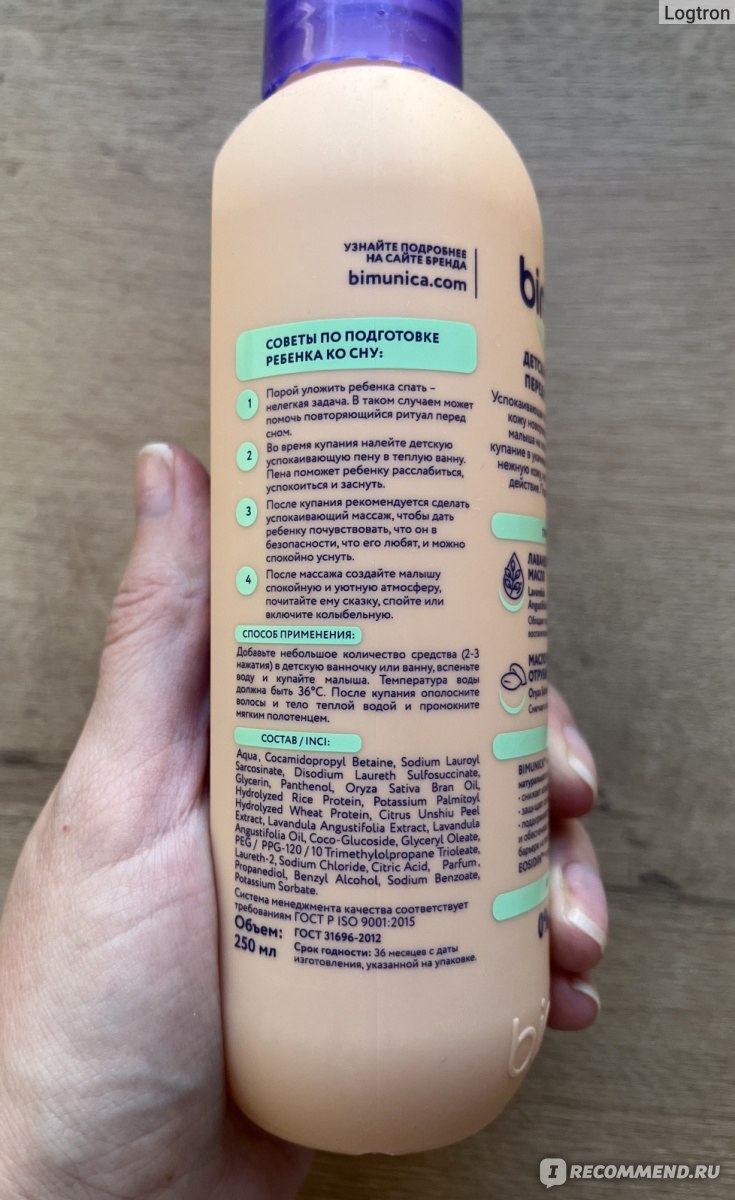 Logtron
УЗНАЙТЕ ПОДРОБНЕЕ
НА САЙТЕ БРЕНДА
bimunica.com
СОВЕТЫ ПО ПОДГОТОВКЕ
РЕБЕНКА КО СНУ:
1 Порой уложить ребенка спать –
нелегкая задача. В таком случаем может
помочь повторяющийся ритуал перед
сном.
2 Во время купания налейте детскую
успокаивающую пену в теплую ванну.
Пена поможет ребенку расслабиться,
успокоиться и заснуть.
3 После купания рекомендуется сделать
успокаивающий массаж, чтобы дать
ребенку почувствовать, что он в
безопасности, что его любят, и можно
спокойно уснуть.
4 После массажа создайте малышу
спокойную и уютную атмосферу,
почитайте ему сказку, спойте или
включите колыбельную.
СПОСОБ ПРИМЕНЕНИЯ:
Добавьте небольшое количество средства (2-3
нажатия) в детскую ванночку или ванну, вспеньте
воду и купайте малыша. Температура воды
должна быть 36°C. После купания ополосните
волосы и тело теплой водой и промокните
мягким полотенцем.
СОСТАВ / INCI:
Aqua, Cocamidopropyl Betaine, Sodium Lauroyl
Sarcosinate, Disodium Laureth Sulfosuccinate,
Glycerin, Panthenol, Oryza Sativa Bran Oil,
Hydrolyzed Rice Protein, Potassium Palmitoyl
Hydrolyzed Wheat Protein, Citrus Unshiu Peel
Extract, Lavandula Angustifolia Extract, Lavandula
Angustifolia Oil, Coco-Glucoside, Glyceryl Oleate,
PEG / PPG-120 / 10 Trimethylolpropane Trioleate,
Laureth-2, Sodium Chloride, Citric Acid, Parfum,
Propanediol, Benzyl Alcohol, Sodium Benzoate,
Potassium Sorbate.
Система менеджмента качества соответствует
требованиям ГОСТ Р ISO 9001:2015
Объем:
250 мл
ГОСТ 31696-2012
Срок годности: 36 месяцев с даты
изготовления, указанной на упаковке.
МАСЛО
кожу
купание в
нежную
BIMUNICA
0%
IRECOMMEND.RU